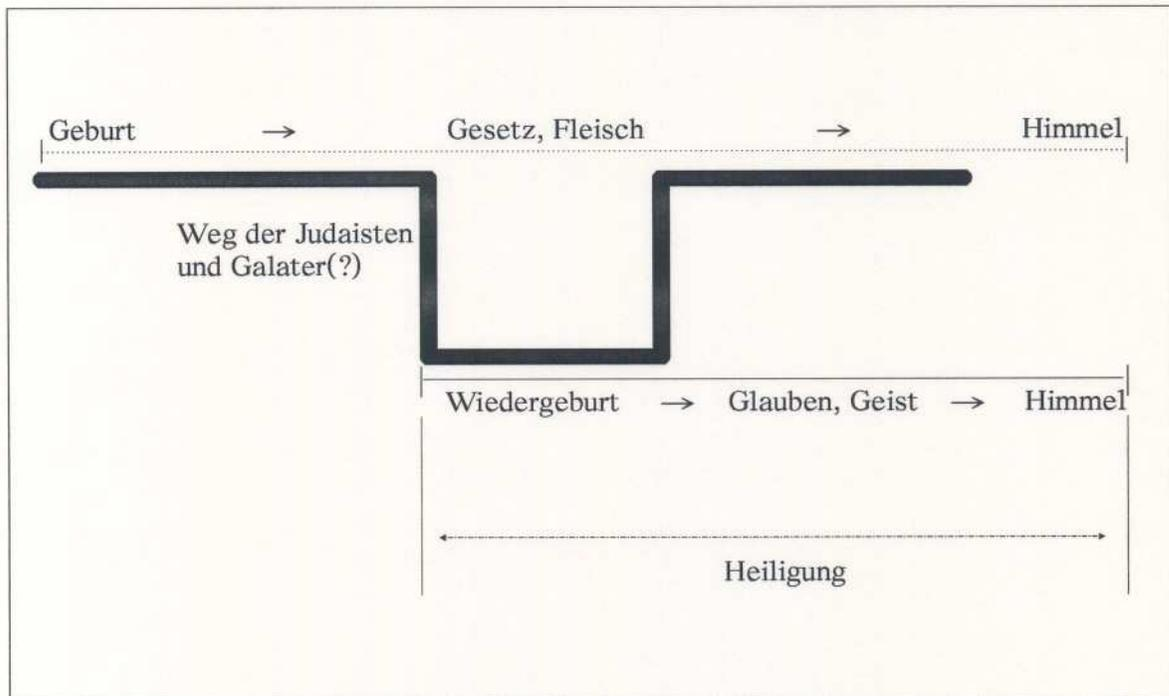 Geburt → Gesetz, Fleisch → Himmel
Weg der Judaisten
und Galater(?)
Wiedergeburt → Glauben, Geist → Himmel
Heiligung